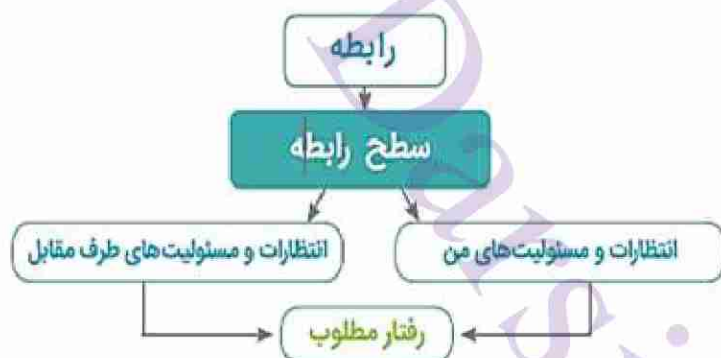 رابطه
سطح رابطه
انتظارات و مسئولیت‌های من
انتظارات و مسئولیت‌های طرف مقابل
رفتار مطلوب